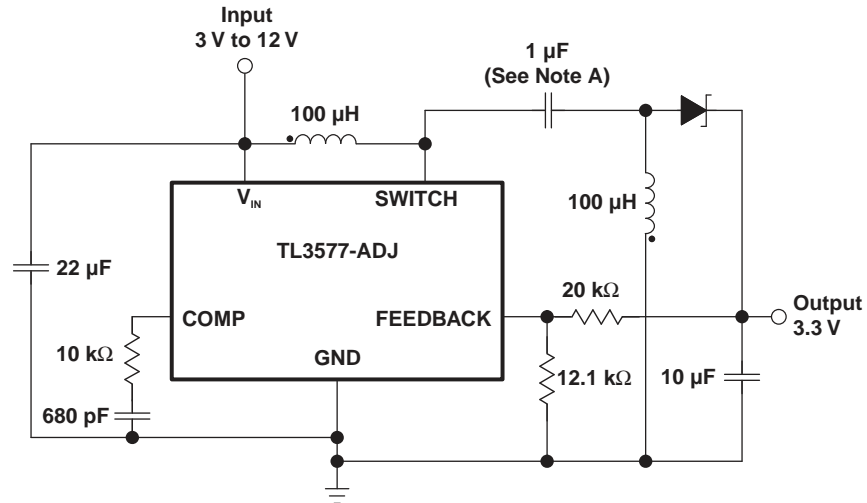 Input
3 V to 12 V
1 µF
(See Note A)
100 µH
V_IN
SWITCH
100 µH
TL3577-ADJ
22 µF
20 kΩ
COMP
FEEDBACK
Output
3.3 V
10 kΩ
GND
12.1 kΩ
10 µF
680 pF